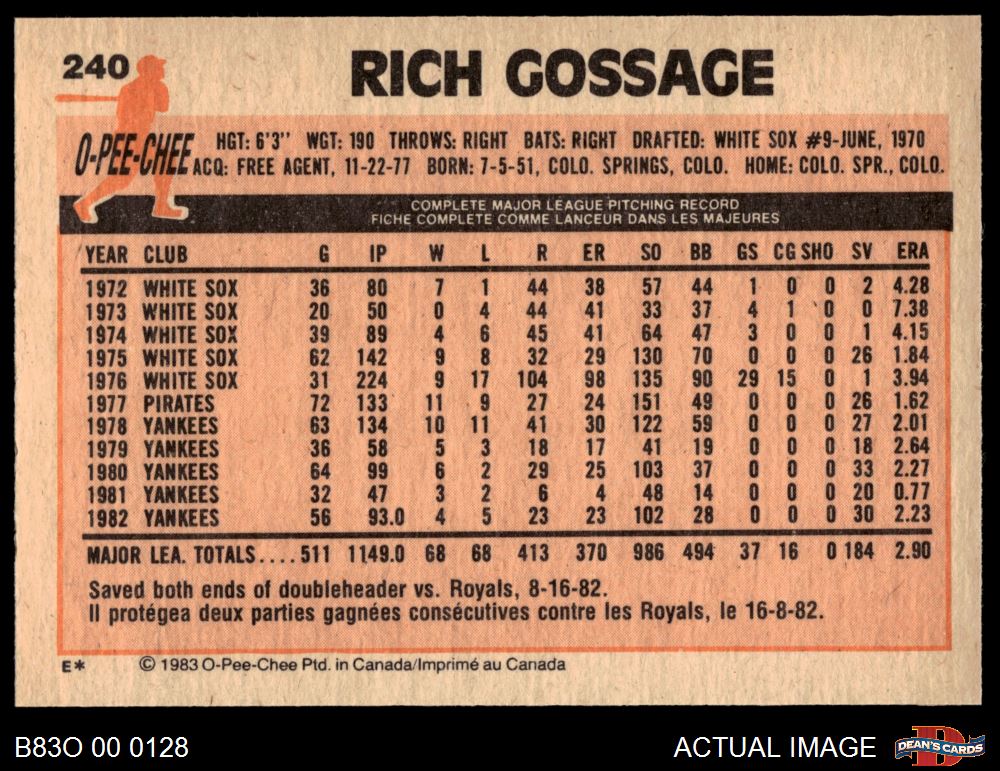 240
RICH GOSSAGE
O-PEE-CHEE
HGT: 6'3" WGT: 190 THROWS: RIGHT BATS: RIGHT DRAFTED: WHITE SOX #9-JUNE, 1970
ACQ: FREE AGENT, 11-22-77 BORN: 7-5-51, COLO. SPRINGS, COLO. HOME: COLO. SPR., COLO.
COMPLETE MAJOR LEAGUE PITCHING RECORD
FICHE COMPLETE COMME LANCEUR DANS LES MAJEURES
YEAR CLUB G IP W L R ER SO BB GS CG SHO SV ERA
1972 WHITE SOX 36 80 7 1 44 38 57 44 1 0 0 2 4.28
1973 WHITE SOX 20 50 0 4 44 41 33 37 4 1 0 0 7.38
1974 WHITE SOX 39 89 4 6 45 41 64 47 3 0 0 1 4.15
1975 WHITE SOX 62 142 9 8 32 29 130 70 0 0 0 26 1.84
1976 WHITE SOX 31 224 9 17 104 98 135 90 29 15 0 1 3.94
1977 PIRATES 72 133 11 9 27 24 151 49 0 0 0 26 1.62
1978 YANKEES 63 134 10 11 41 30 122 59 0 0 0 27 2.01
1979 YANKEES 36 58 5 3 18 17 41 19 0 0 0 18 2.64
1980 YANKEES 64 99 6 2 29 25 103 37 0 0 0 33 2.27
1981 YANKEES 32 47 3 2 6 4 48 14 0 0 0 20 0.77
1982 YANKEES 56 93.0 4 5 23 23 102 28 0 0 0 30 2.23
MAJOR LEA. TOTALS....511 1149.0 68 68 413 370 986 494 37 16 0 184 2.90
Saved both ends of doubleheader vs. Royals, 8-16-82.
Il protégea deux parties gagnées consécutives contre les Royals, le 16-8-82.
E* © 1983 O-Pee-Chee Ptd. in Canada/Imprimé au Canada
B83O 00 0128
ACTUAL IMAGE
D
DEAN'S CARDS